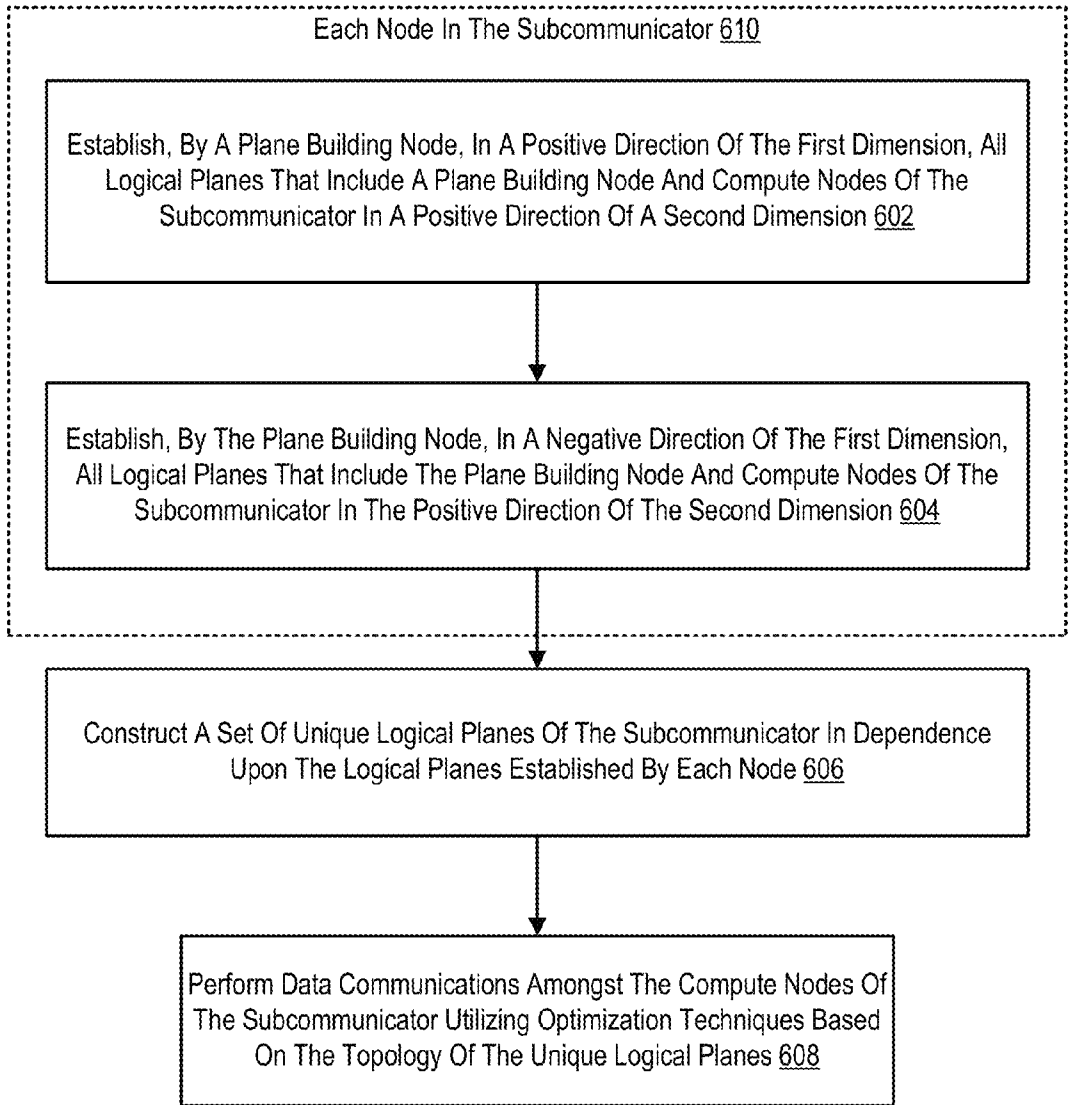 Each Node In The Subcommunicator 610
Establish, By A Plane Building Node, In A Positive Direction Of The First Dimension, All
Logical Planes That Include A Plane Building Node And Compute Nodes Of The
Subcommunicator In A Positive Direction Of A Second Dimension 602
Establish, By The Plane Building Node, In A Negative Direction Of The First Dimension,
All Logical Planes That Include The Plane Building Node And Compute Nodes Of The
Subcommunicator In The Positive Direction Of The Second Dimension 604
Construct A Set Of Unique Logical Planes Of The Subcommunicator In Dependence
Upon The Logical Planes Established By Each Node 606
Perform Data Communications Amongst The Compute Nodes Of
The Subcommunicator Utilizing Optimization Techniques Based
On The Topology Of The Unique Logical Planes 608